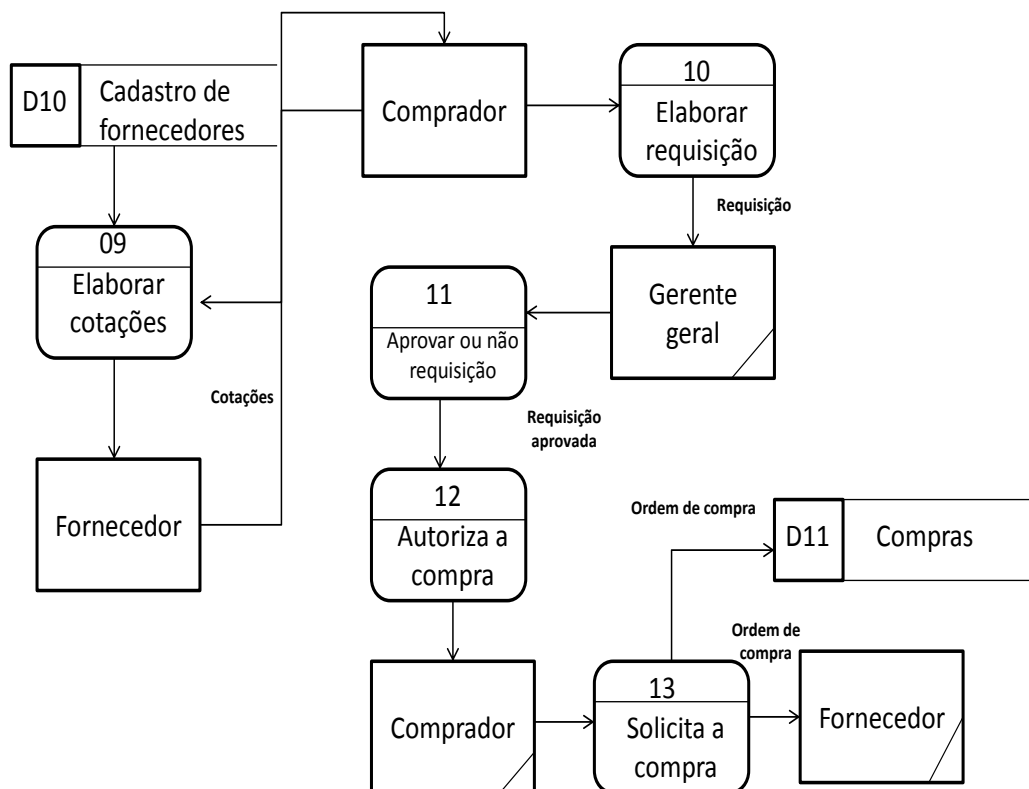 D10
Cadastro de
fornecedores
Comprador
10
Elaborar
requisição
Requisição
09
Elaborar
cotações
Cotações
Fornecedor
Gerente
geral
11
Aprovar ou não
requisição
Requisição
aprovada
12
Autoriza a
compra
Ordem de compra
D11
Compras
Ordem de
compra
Comprador
13
Solicita a
compra
Fornecedor